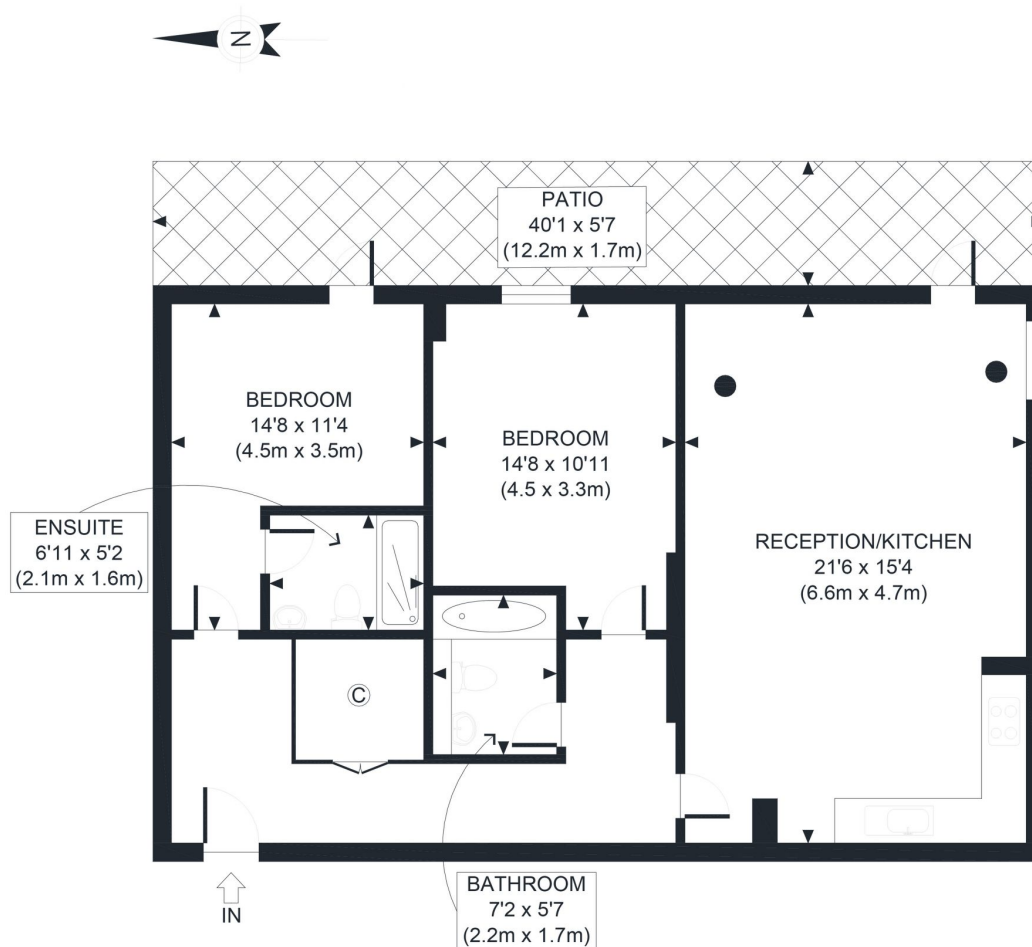 N
PATIO
40'1 x 5'7
(12.2m x 1.7m)
BEDROOM
14'8 x 11'4
(4.5m x 3.5m)
BEDROOM
14'8 x 10'11
(4.5 x 3.3m)
ENSUITE
6'11 x 5'2
(2.1m x 1.6m)
RECEPTION/KITCHEN
21'6 x 15'4
(6.6m x 4.7m)
C
IN
BATHROOM
7'2 x 5'7
(2.2m x 1.7m)